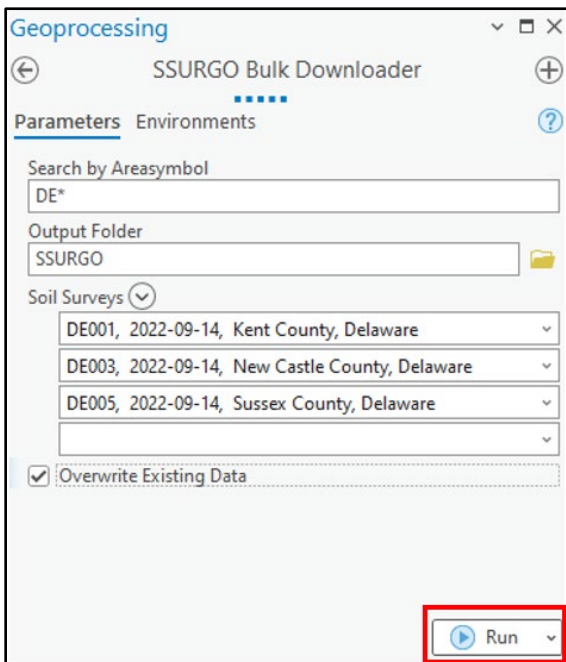 Geoprocessing
SSURGO Bulk Downloader
Parameters Environments
Search by Areasymbol
DE*
Output Folder
SSURGO
Soil Surveys
DE001, 2022-09-14, Kent County, Delaware
DE003, 2022-09-14, New Castle County, Delaware
DE005, 2022-09-14, Sussex County, Delaware
Overwrite Existing Data
Run